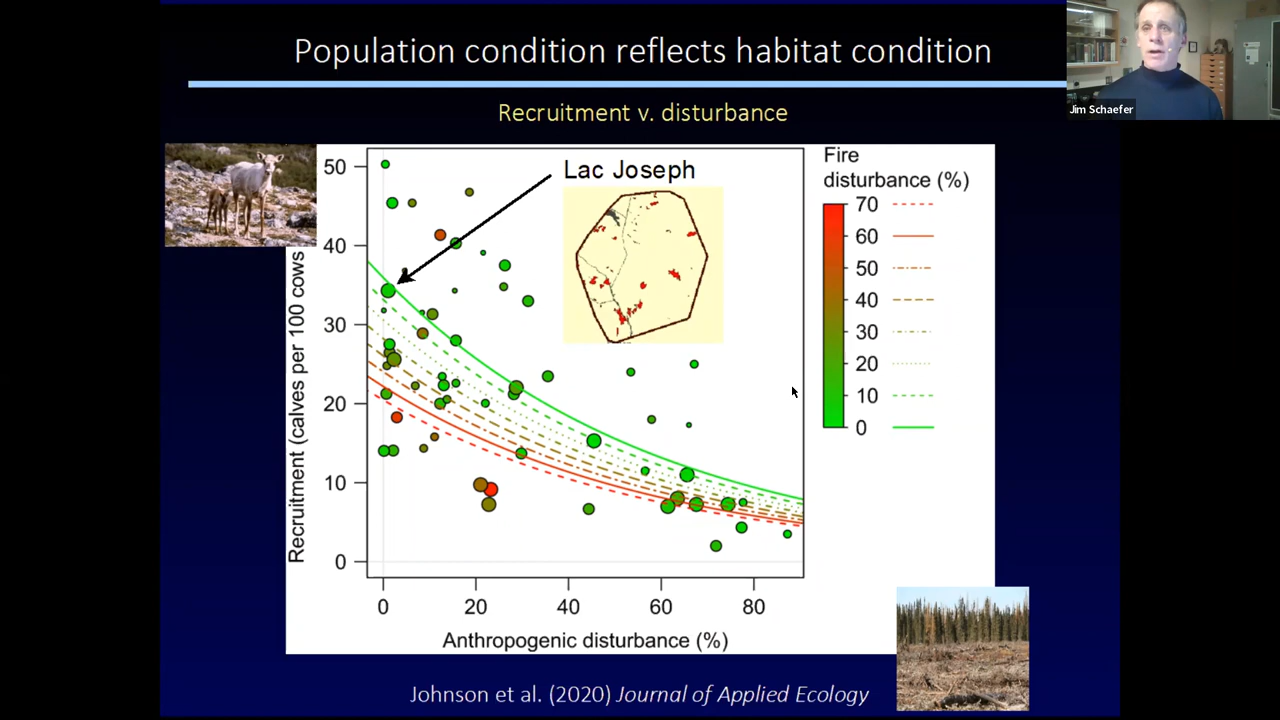 Population condition reflects habitat condition
Jim Schaefer
Recruitment v. disturbance
Lac Joseph
Fire
disturbance (%)
70
60
50
40
30
20
10
0
50
40
30
20
10
0
Recruitment (calves per 100 cows
0 20 40 60 80
Anthropogenic disturbance (%)
Johnson et al. (2020) Journal of Applied Ecology